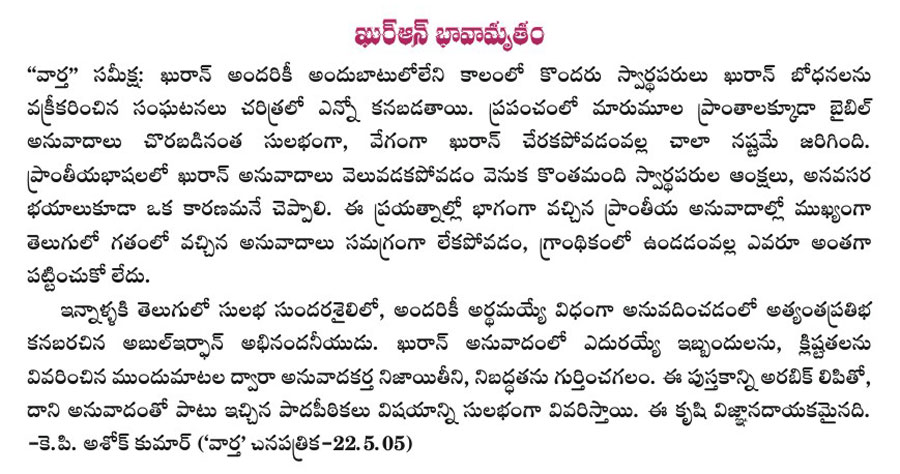 ఖుర్ఆన్ భావామృతం
“వార్త” సమీక్ష: ఖురాన్ అందరికీ అందుబాటులోలేని కాలంలో కొందరు స్వార్థపరులు ఖురాన్ బోధనలను
వక్రీకరించిన సంఘటనలు చరిత్రలో ఎన్నో కనబడతాయి. ప్రపంచంలో మారుమూల ప్రాంతాలక్కూడా బైబిల్
అనువాదాలు చొరబడినంత సులభంగా, వేగంగా ఖురాన్ చేరకపోవడంవల్ల చాలా నష్టమే జరిగింది.
ప్రాంతీయభాషలలో ఖురాన్ అనువాదాలు వెలువడకపోవడం వెనుక కొంతమంది స్వార్థపరుల ఆంక్షలు, అనవసర
భయాలుకూడా ఒక కారణమనే చెప్పాలి. ఈ ప్రయత్నాల్లో భాగంగా వచ్చిన ప్రాంతీయ అనువాదాల్లో ముఖ్యంగా
తెలుగులో గతంలో వచ్చిన అనువాదాలు సమగ్రంగా లేకపోవడం, గ్రాంథికంలో ఉండడంవల్ల ఎవరూ అంతగా
పట్టించుకో లేదు.
ఇన్నాళ్ళకి తెలుగులో సులభ సుందరశైలిలో, అందరికీ అర్థమయ్యే విధంగా అనువదించడంలో అత్యంతప్రతిభ
కనబరచిన అబుల్ఇర్ఫాన్ అభినందనీయుడు. ఖురాన్ అనువాదంలో ఎదురయ్యే ఇబ్బందులను, క్లిష్టతలను
వివరించిన ముందుమాటల ద్వారా అనువాదకర్త నిజాయితీని, నిబద్ధతను గుర్తించగలం. ఈ పుస్తకాన్ని అరబిక్ లిపితో,
దాని అనువాదంతో పాటు ఇచ్చిన పాదపీఠికలు విషయాన్ని సులభంగా వివరిస్తాయి. ఈ కృషి విజ్ఞానదాయకమైనది.
-కె.పి. అశోక్ కుమార్ (‘వార్త’ దినపత్రిక-22.5.05)